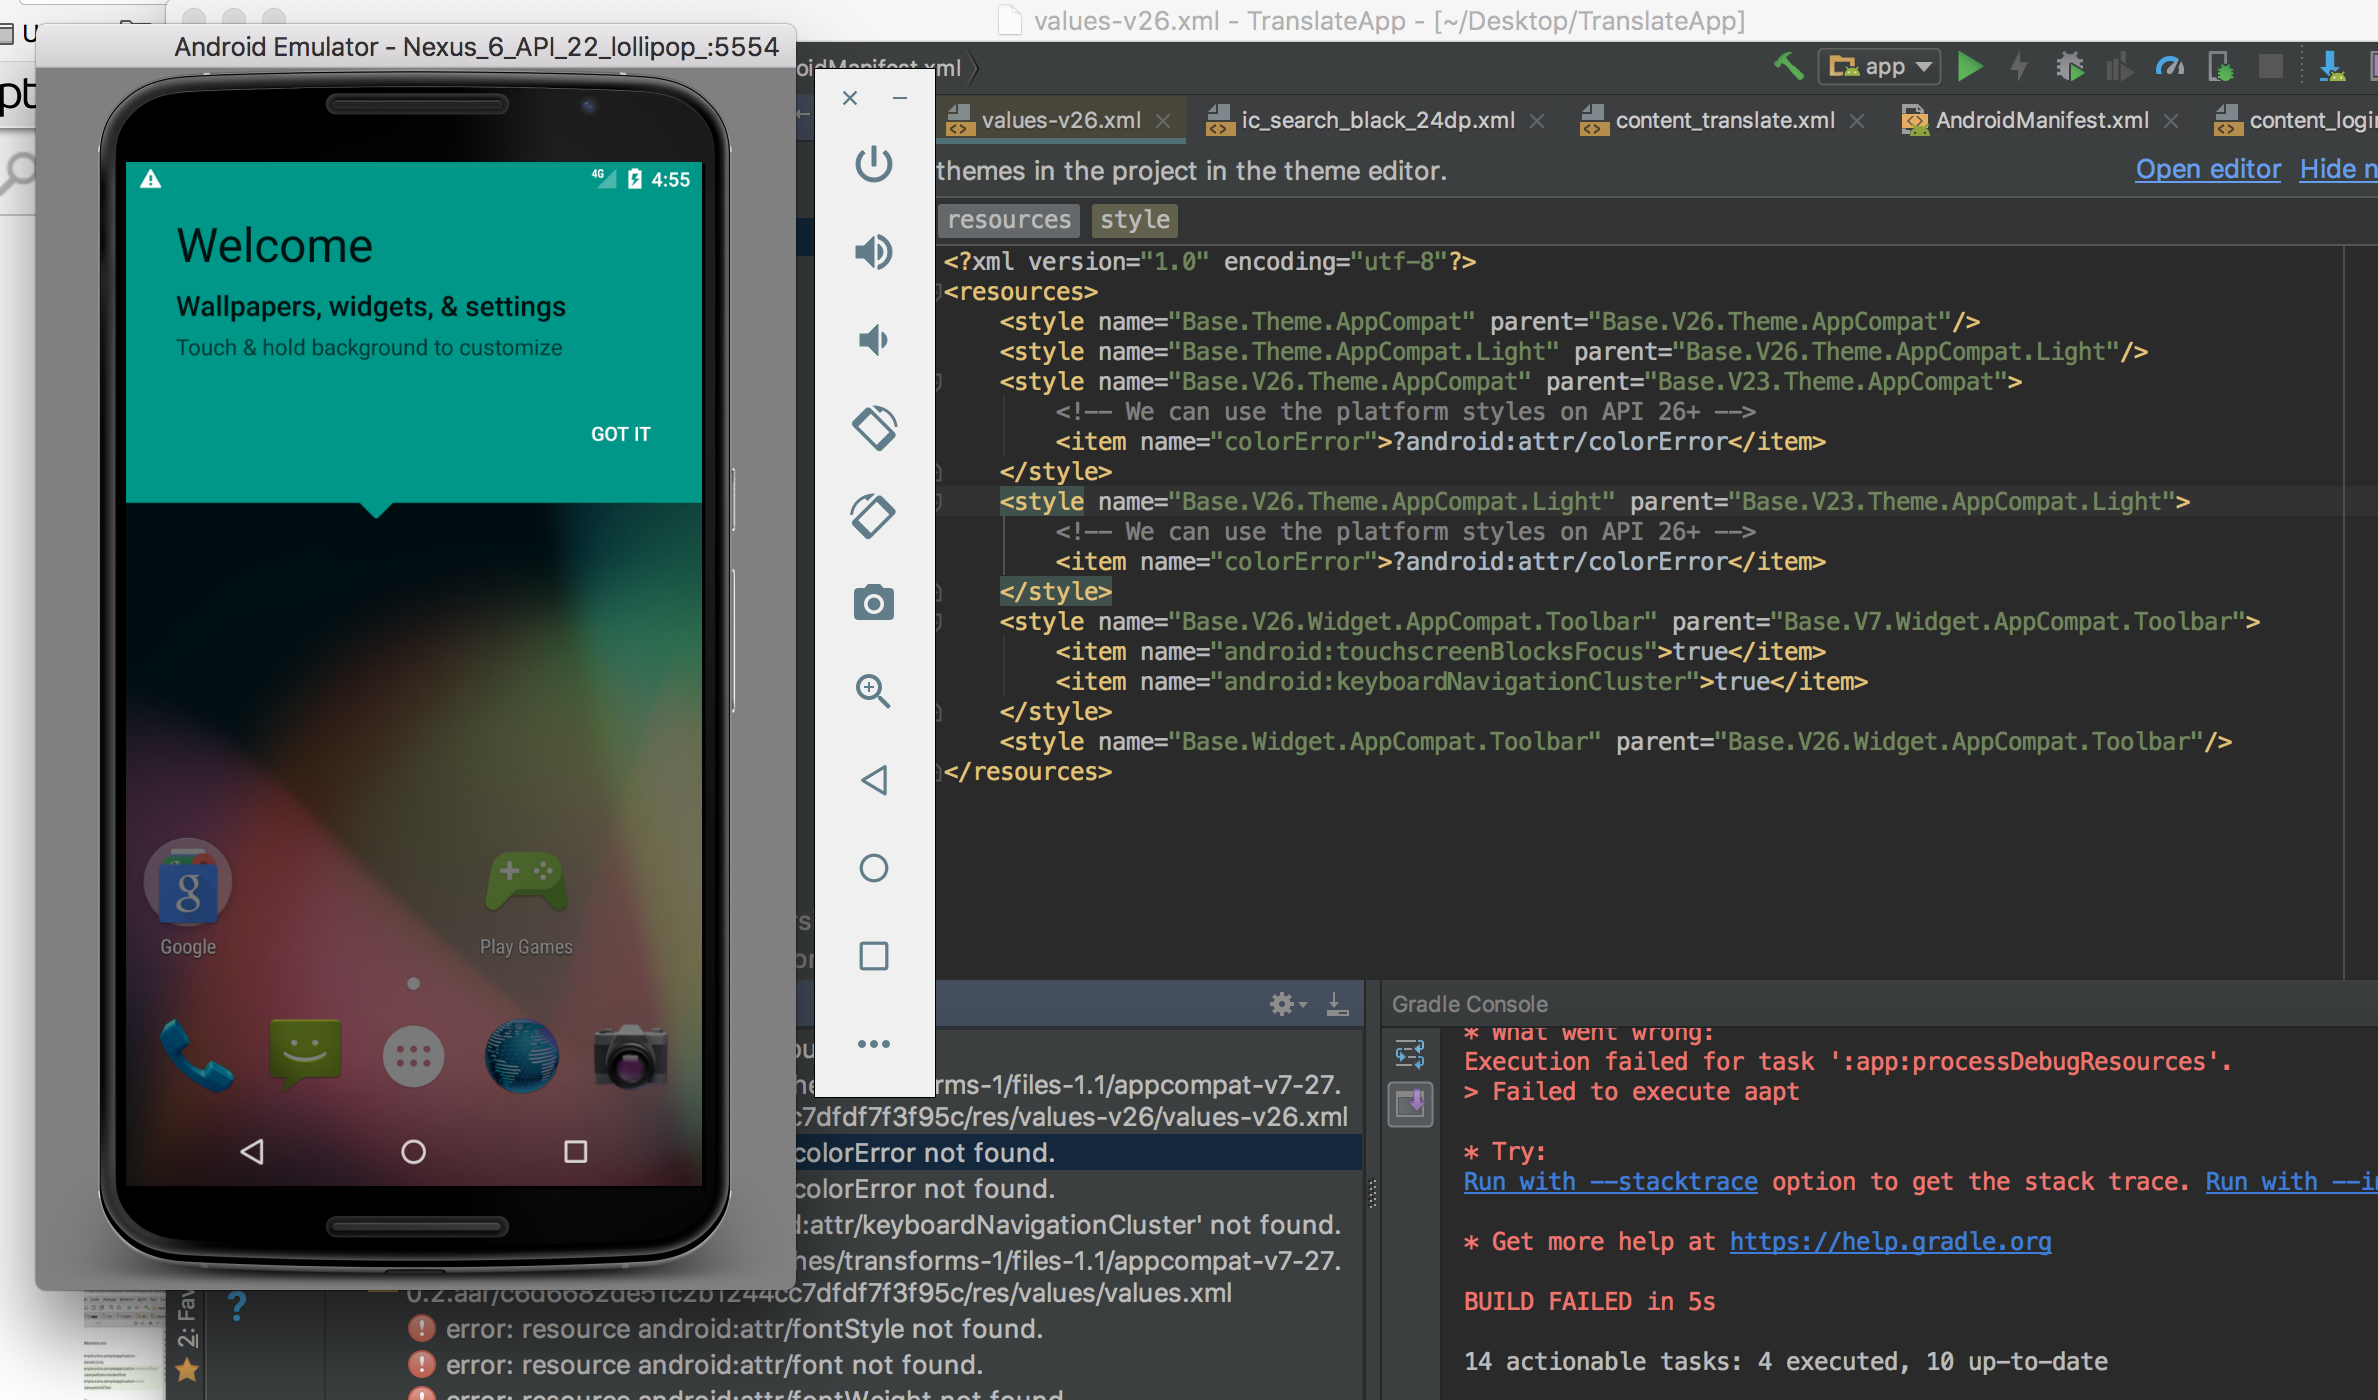 values-v26.xml - TranslateApp - [~/Desktop/TranslateApp]
Android Emulator - Nexus_6_API_22_lollipop_:5554
app
values-v26.xml
ic_search_black_24dp.xml
content_translate.xml
AndroidManifest.xml
themes in the project in the theme editor.
Open editor
resources
style
4G 4:55
Welcome
Wallpapers, widgets, & settings
Touch & hold background to customize
GOT IT
Google
Play Games
<?xml version="1.0" encoding="utf-8"?>
<resources>
<style name="Base.Theme.AppCompat" parent="Base.V26.Theme.AppCompat"/>
<style name="Base.Theme.AppCompat.Light" parent="Base.V26.Theme.AppCompat.Light"/>
<style name="Base.V26.Theme.AppCompat" parent="Base.V23.Theme.AppCompat">
<!-- We can use the platform styles on API 26+ -->
<item name="colorError">?android:attr/colorError</item>
</style>
<style name="Base.V26.Theme.AppCompat.Light" parent="Base.V23.Theme.AppCompat.Light">
<!-- We can use the platform styles on API 26+ -->
<item name="colorError">?android:attr/colorError</item>
</style>
<style name="Base.V26.Widget.AppCompat.Toolbar" parent="Base.V7.Widget.AppCompat.Toolbar">
<item name="android:touchscreenBlocksFocus">true</item>
<item name="android:keyboardNavigationCluster">true</item>
</style>
<style name="Base.Widget.AppCompat.Toolbar" parent="Base.V26.Widget.AppCompat.Toolbar"/>
</resources>
rms-1/files-1.1/appcompat-v7-27.
c7dfdf7f3f95c/res/values-v26/values-v26.xml
colorError not found.
colorError not found.
d:attr/keyboardNavigationCluster' not found.
hes/transforms-1/files-1.1/appcompat-v7-27.
0.2.aar/c6d6682de51c2b1244cc7dfdf7f3f95c/res/values/values.xml
error: resource android:attr/fontStyle not found.
error: resource android:attr/font not found.
error: resource android:attr/fontWeight not found.
2: Fav
Gradle Console
* What went wrong:
Execution failed for task ':app:processDebugResources'.
> Failed to execute aapt
* Try:
Run with --stacktrace option to get the stack trace. Run with --in
* Get more help at https://help.gradle.org
BUILD FAILED in 5s
14 actionable tasks: 4 executed, 10 up-to-date